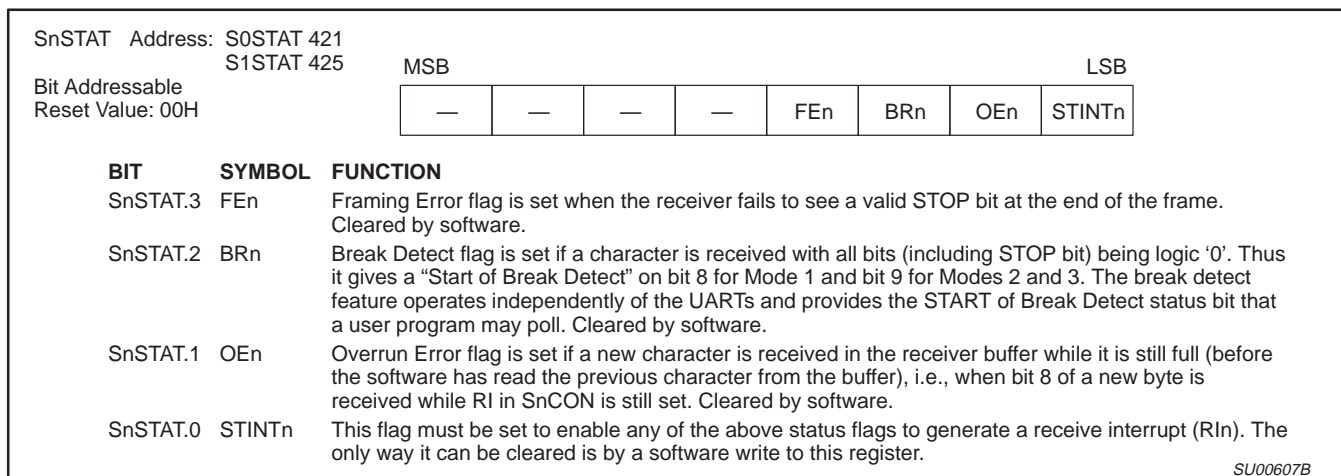 SnSTAT Address: S0STAT 421
S1STAT 425
MSB LSB
Bit Addressable
Reset Value: 00H
— — — — FEn BRn OEn STINTn
BIT SYMBOL FUNCTION
SnSTAT.3 FEn Framing Error flag is set when the receiver fails to see a valid STOP bit at the end of the frame.
Cleared by software.
SnSTAT.2 BRn Break Detect flag is set if a character is received with all bits (including STOP bit) being logic ‘0’. Thus
it gives a “Start of Break Detect” on bit 8 for Mode 1 and bit 9 for Modes 2 and 3. The break detect
feature operates independently of the UARTs and provides the START of Break Detect status bit that
a user program may poll. Cleared by software.
SnSTAT.1 OEn Overrun Error flag is set if a new character is received in the receiver buffer while it is still full (before
the software has read the previous character from the buffer), i.e., when bit 8 of a new byte is
received while RI in SnCON is still set. Cleared by software.
SnSTAT.0 STINTn This flag must be set to enable any of the above status flags to generate a receive interrupt (RIn). The
only way it can be cleared is by a software write to this register.
SU00607B